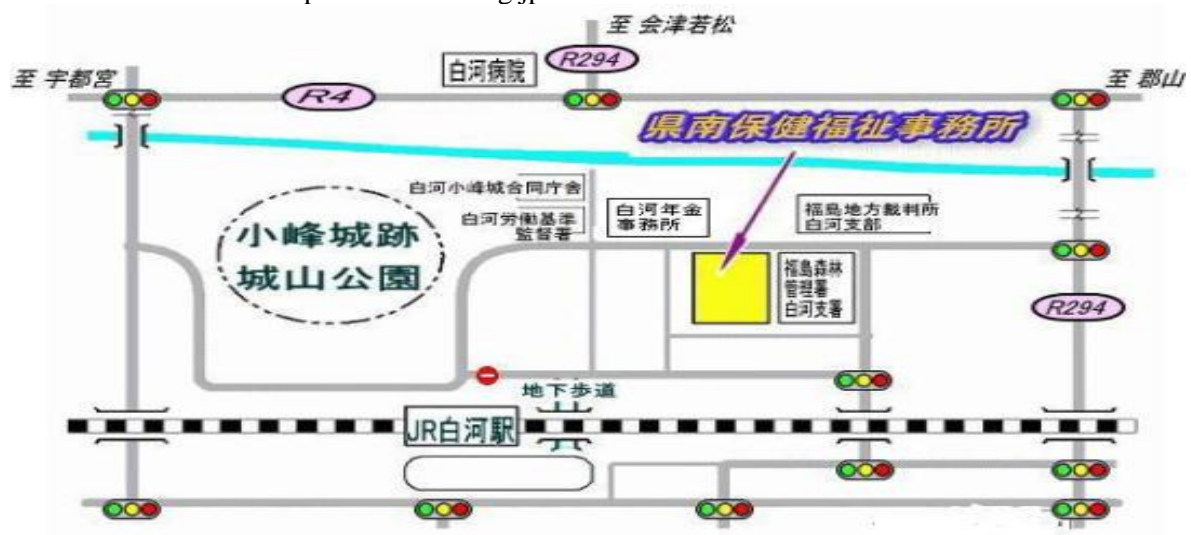 至 会津若松
R294
白河病院
至 宇都宮
R4
至 郡山
県南保健福祉事務所
白河小峰城合同庁舎
白河労働基準
監督署
白河年金
事務所
福島地方裁判所
白河支部
小峰城跡
城山公園
福島森林
管理署
白河支署
R294
地下歩道
JR白河駅